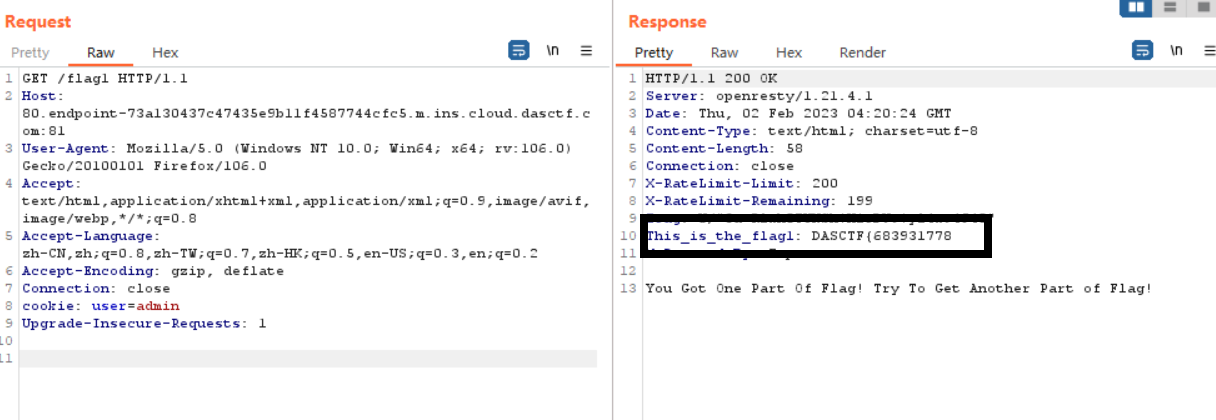 Request
Pretty Raw Hex \n
1 GET /flag1 HTTP/1.1
2 Host:
80.endpoint-73a130437c47435e9b11f4587744cfc5.m.ins.cloud.dasctf.c
om:81
3 User-Agent: Mozilla/5.0 (Windows NT 10.0; Win64; x64; rv:106.0)
Gecko/20100101 Firefox/106.0
4 Accept:
text/html,application/xhtml+xml,application/xml;q=0.9,image/avif,
image/webp,*/*;q=0.8
5 Accept-Language:
zh-CN,zh;q=0.8,zh-TW;q=0.7,zh-HK;q=0.5,en-US;q=0.3,en;q=0.2
6 Accept-Encoding: gzip, deflate
7 Connection: close
8 cookie: user=admin
9 Upgrade-Insecure-Requests: 1
10
11
Response
Pretty Raw Hex Render \n
1 HTTP/1.1 200 OK
2 Server: openresty/1.21.4.1
3 Date: Thu, 02 Feb 2023 04:20:24 GMT
4 Content-Type: text/html; charset=utf-8
5 Content-Length: 58
6 Connection: close
7 X-RateLimit-Limit: 200
8 X-RateLimit-Remaining: 199
9
10 This_is_the_flag1: DASCTF{683931778
11
12
13 You Got One Part Of Flag! Try To Get Another Part of Flag!